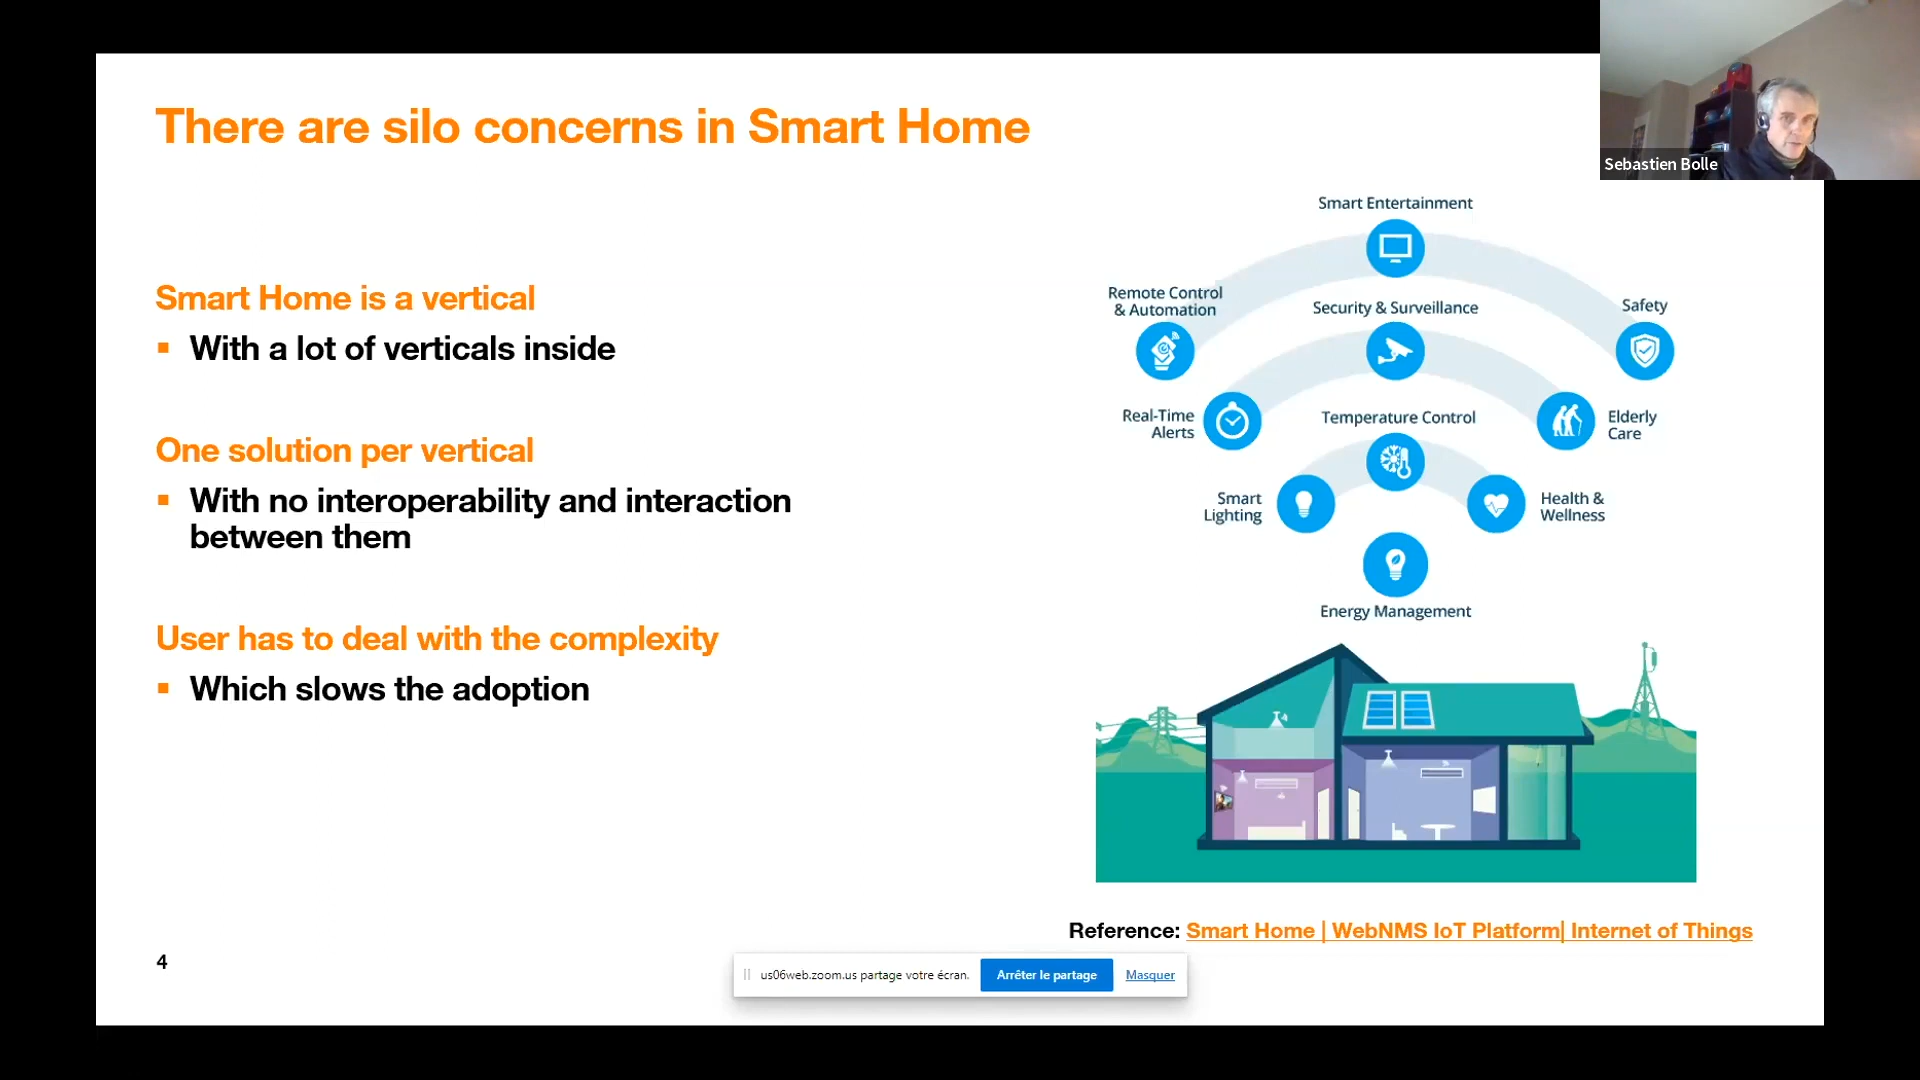 There are silo concerns in Smart Home
Sebastien Bolle
Smart Home is a vertical
▪ With a lot of verticals inside
One solution per vertical
▪ With no interoperability and interaction
between them
User has to deal with the complexity
▪ Which slows the adoption
Smart Entertainment
Remote Control
& Automation
Security & Surveillance
Safety
Real-Time
Alerts
Temperature Control
Elderly
Care
Smart
Lighting
Health &
Wellness
Energy Management
Reference: Smart Home | WebNMS IoT Platform| Internet of Things
4
us06web.zoom.us partage votre écran.
Arrêter le partage
Masquer